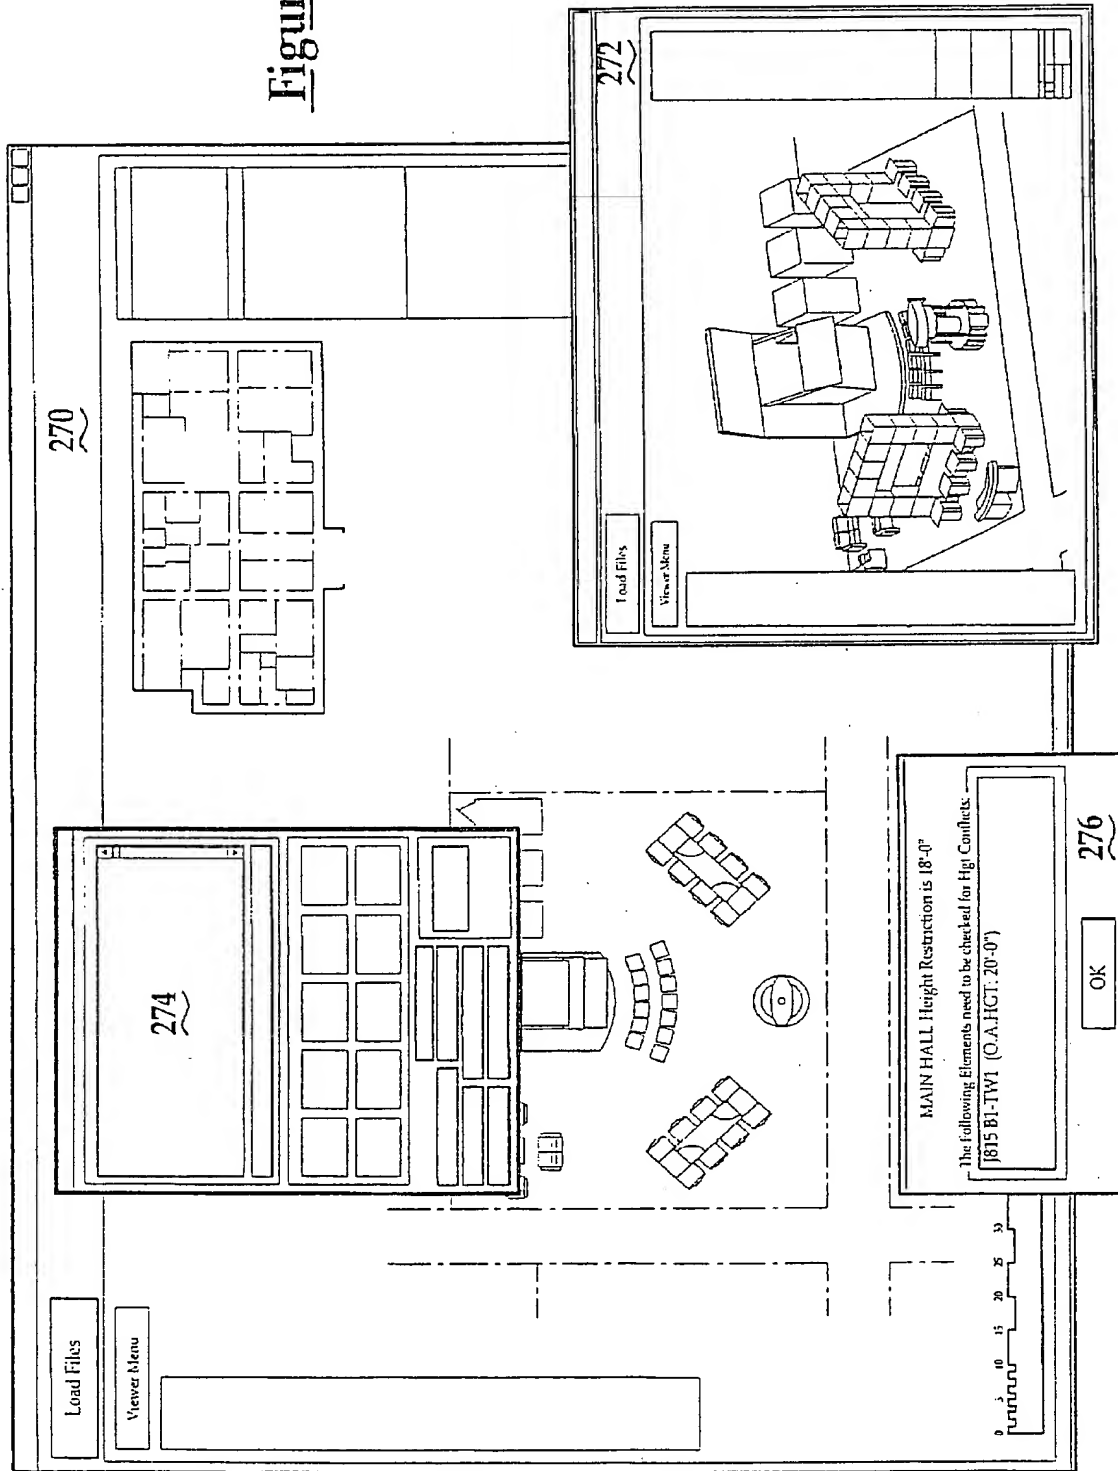 Figur
270
Load Files
Viewer Menu
274
272
Load Files
Viewer Menu
MAIN HALL Height Restriction is 18'-0"
The Following Elements need to be checked for Hgt Conflicts:
J815 B1-TW1 (O.A.HGT: 20'-0")
OK
276
0 5 10 15 20 25 30